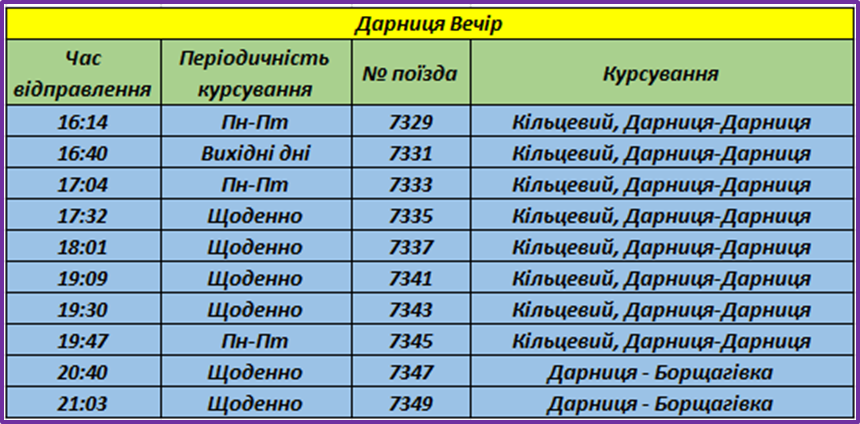 Дарниця Вечір
Час відправлення Періодичність курсування № поїзда Курсування
16:14 Пн-Пт 7329 Кільцевий, Дарниця-Дарниця
16:40 Вихідні дні 7331 Кільцевий, Дарниця-Дарниця
17:04 Пн-Пт 7333 Кільцевий, Дарниця-Дарниця
17:32 Щоденно 7335 Кільцевий, Дарниця-Дарниця
18:01 Щоденно 7337 Кільцевий, Дарниця-Дарниця
19:09 Щоденно 7341 Кільцевий, Дарниця-Дарниця
19:30 Щоденно 7343 Кільцевий, Дарниця-Дарниця
19:47 Пн-Пт 7345 Кільцевий, Дарниця-Дарниця
20:40 Щоденно 7347 Дарниця - Борщагівка
21:03 Щоденно 7349 Дарниця - Борщагівка